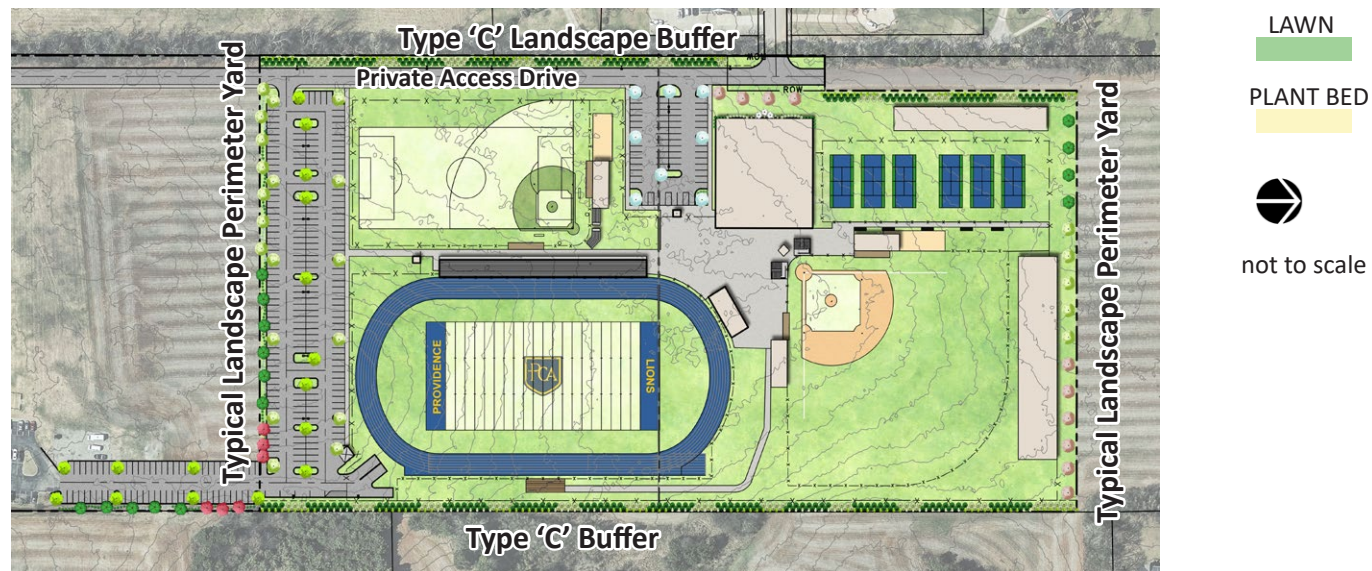 Type ‘C’ Landscape Buffer
Private Access Drive
ROW
ROW
Typical Landscape Perimeter Yard
Typical Landscape Perimeter Yard
PROVIDENCE
PCA
LIONS
Type ‘C’ Buffer
LAWN
PLANT BED
not to scale